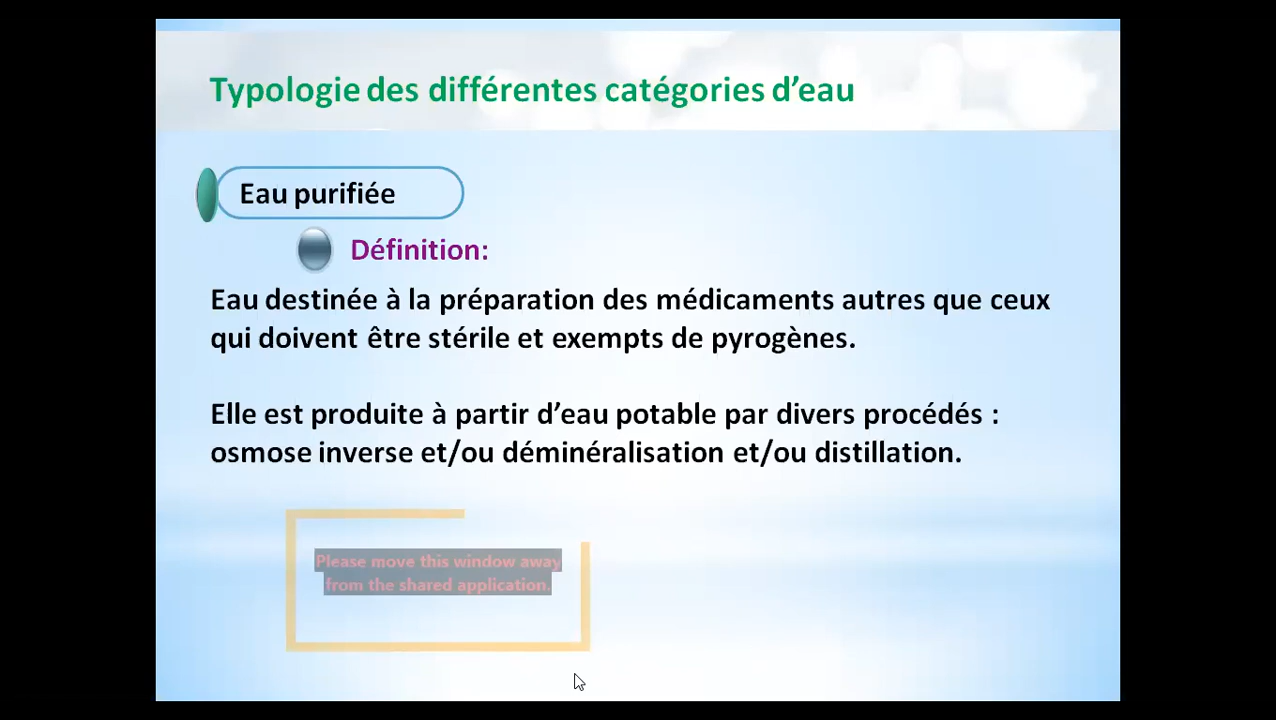 Typologie des différentes catégories d’eau
Eau purifiée
Définition:
Eau destinée à la préparation des médicaments autres que ceux
qui doivent être stérile et exempts de pyrogènes.
Elle est produite à partir d’eau potable par divers procédés :
osmose inverse et/ou déminéralisation et/ou distillation.
Please move this window away
from the shared application.